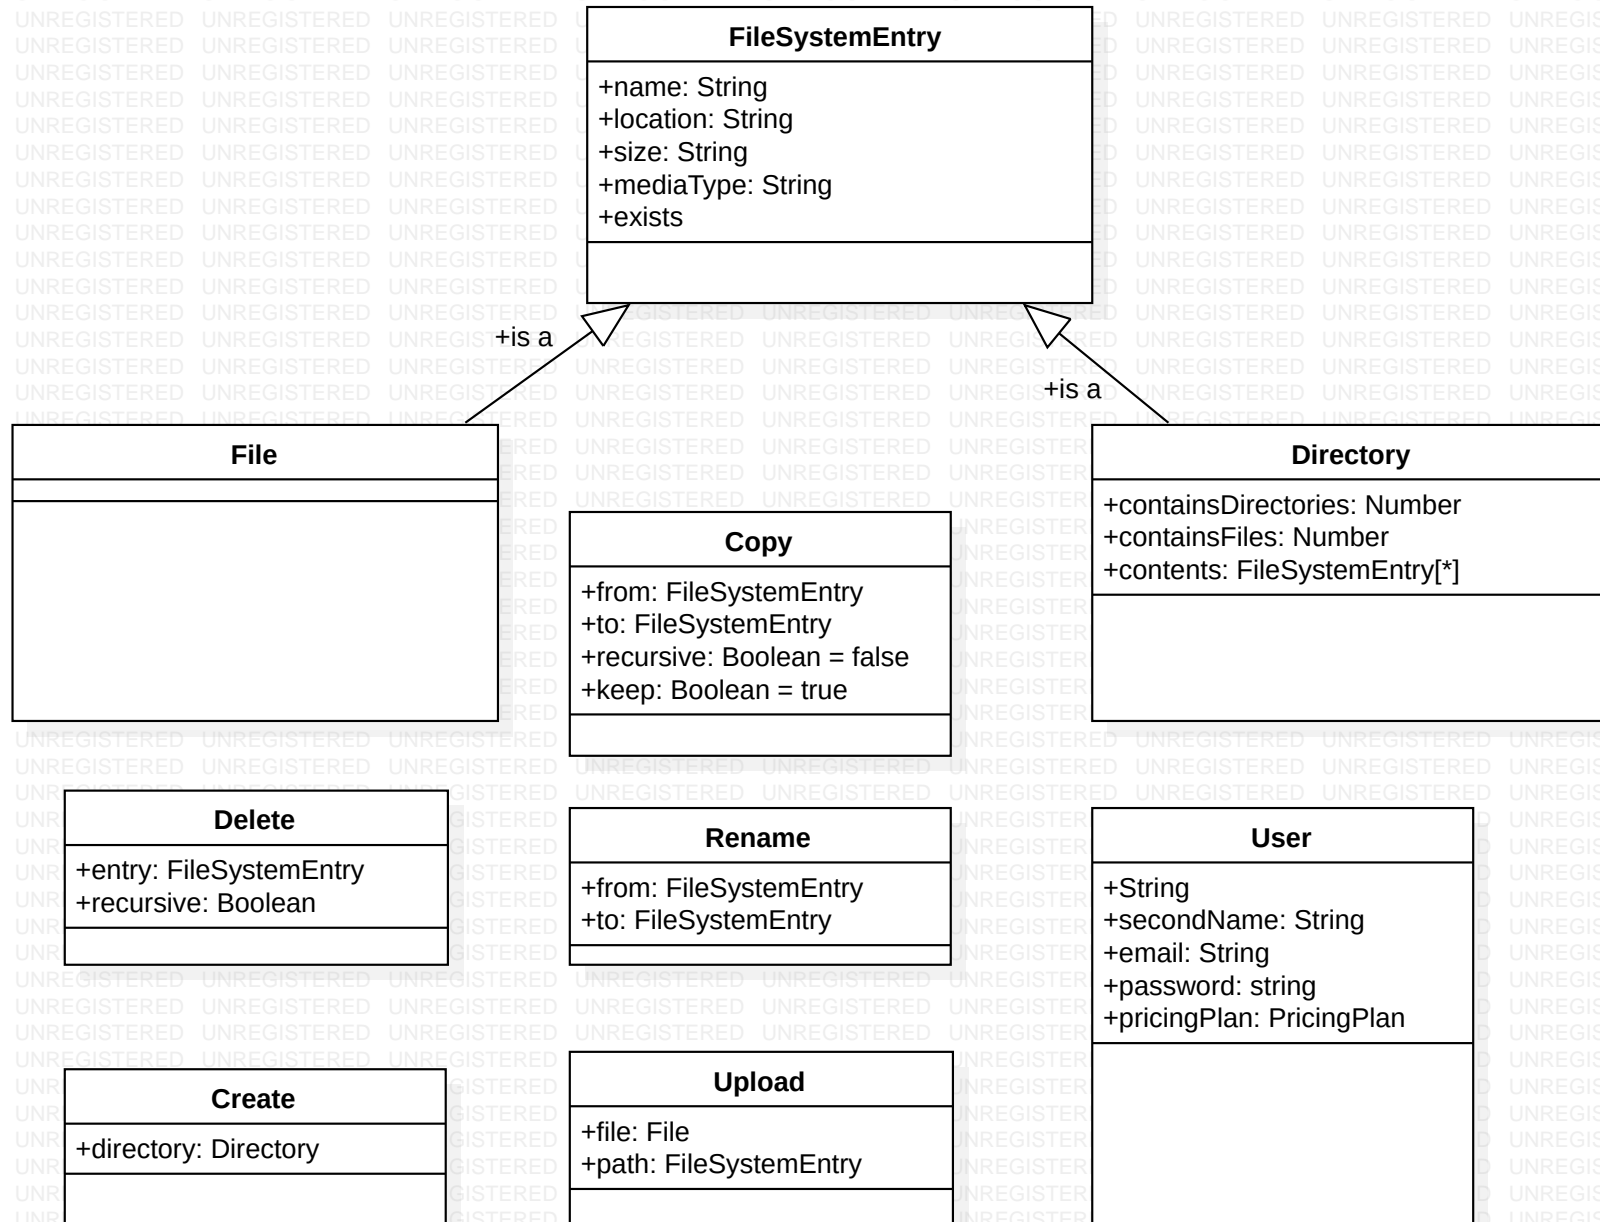 FileSystemEntry
+name: String
+location: String
+size: String
+mediaType: String
+exists
+is a
+is a
File
Directory
+containsDirectories: Number
+containsFiles: Number
+contents: FileSystemEntry[*]
Copy
+from: FileSystemEntry
+to: FileSystemEntry
+recursive: Boolean = false
+keep: Boolean = true
Delete
+entry: FileSystemEntry
+recursive: Boolean
Rename
+from: FileSystemEntry
+to: FileSystemEntry
User
+String
+secondName: String
+email: String
+password: string
+pricingPlan: PricingPlan
Create
+directory: Directory
Upload
+file: File
+path: FileSystemEntry
UNREGISTERED